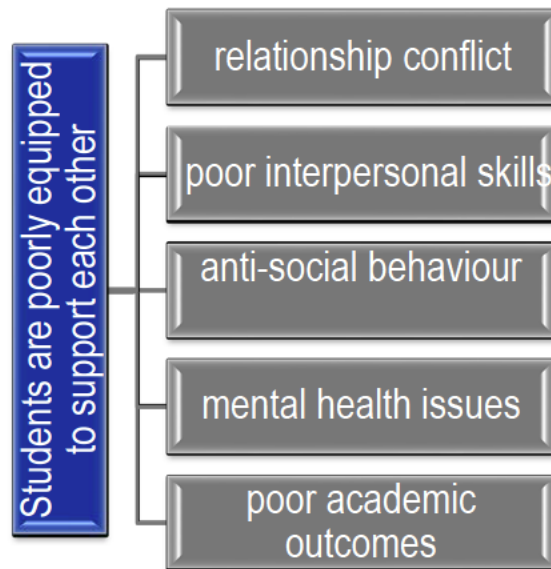 Students are poorly equipped
to support each other
relationship conflict
poor interpersonal skills
anti-social behaviour
mental health issues
poor academic
outcomes